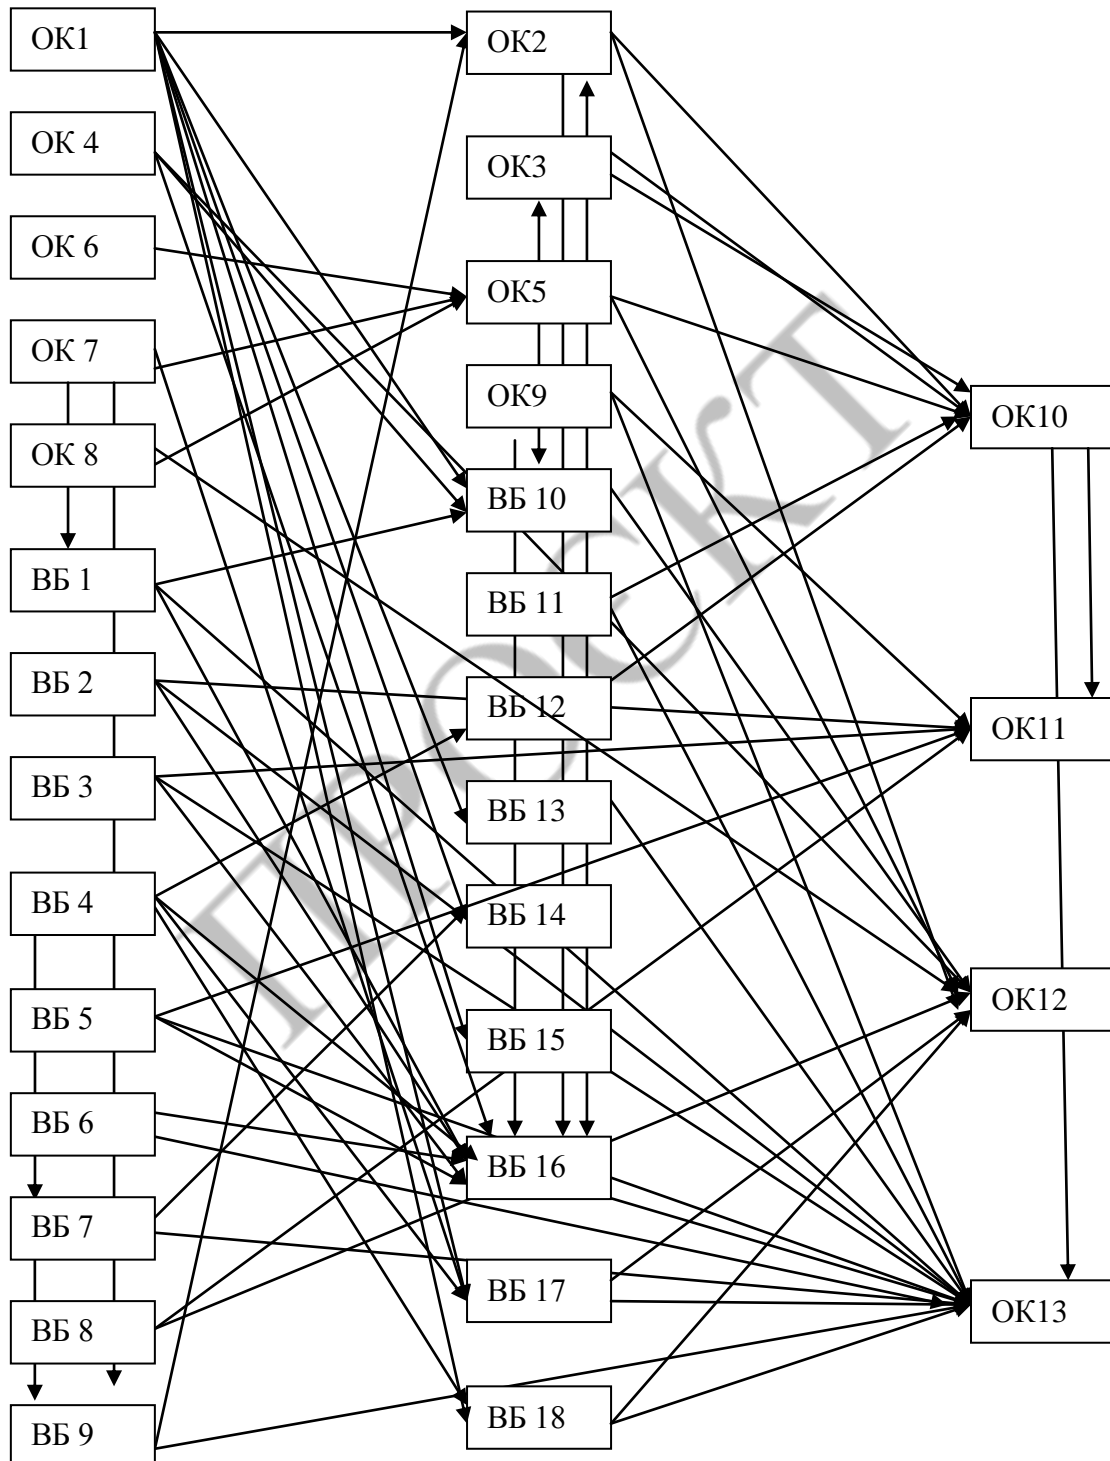 ОК1
ОК 4
ОК 6
ОК 7
ОК 8
ВБ 1
ВБ 2
ВБ 3
ВБ 4
ВБ 5
ВБ 6
ВБ 7
ВБ 8
ВБ 9
ОК2
ОК3
ОК5
ОК9
ВБ 10
ВБ 11
ВБ 12
ВБ 13
ВБ 14
ВБ 15
ВБ 16
ВБ 17
ВБ 18
ОК10
ОК11
ОК12
ОК13
ПРОЄКТ